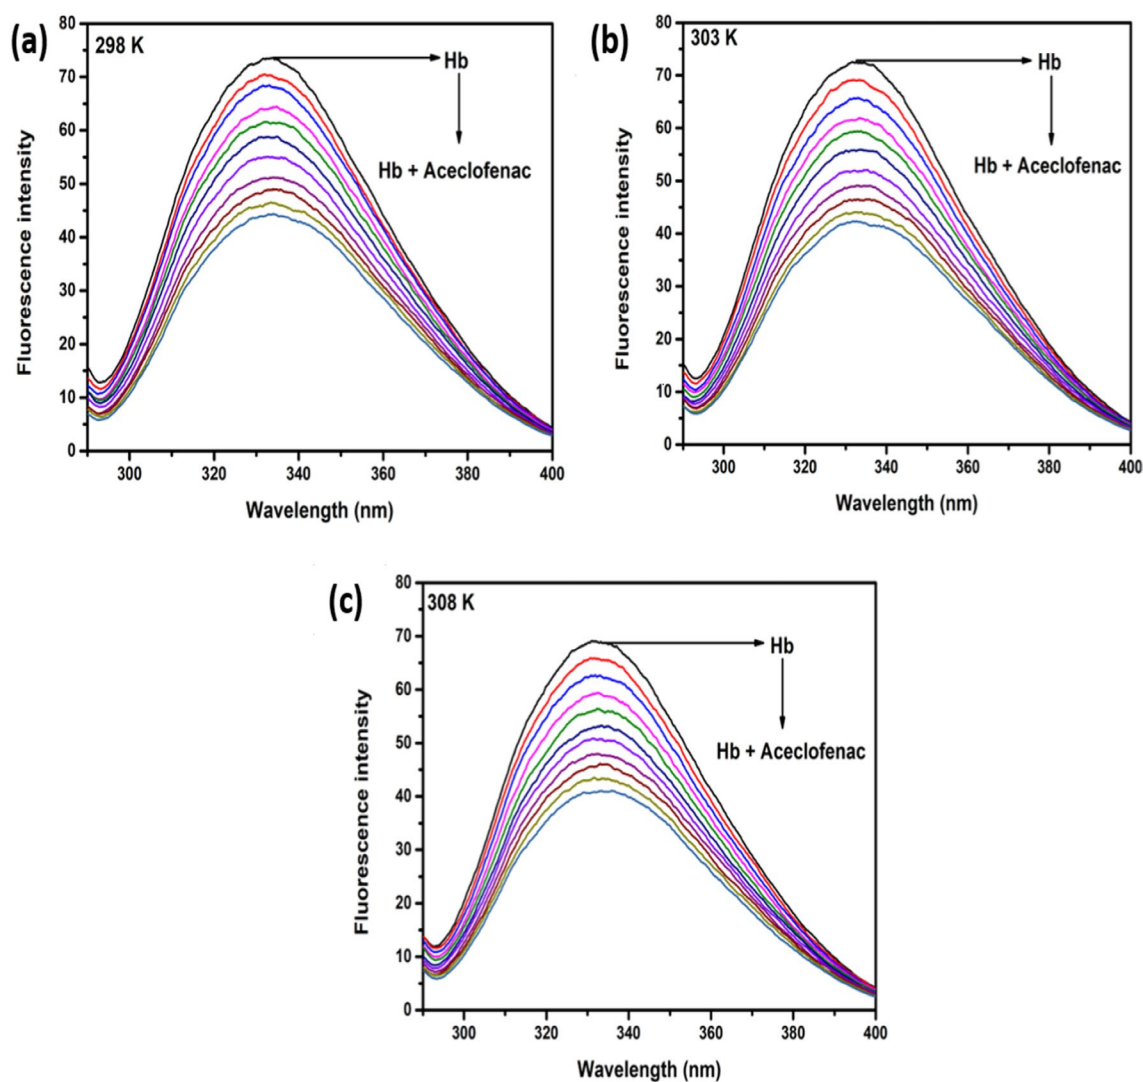 (a)
298 K
80
70
60
50
40
30
20
10
0
Fluorescence intensity
Hb
Hb + Aceclofenac
300 320 340 360 380 400
Wavelength (nm)
(b)
303 K
80
70
60
50
40
30
20
10
0
Fluorescence intensity
Hb
Hb + Aceclofenac
300 320 340 360 380 400
Wavelength (nm)
(c)
308 K
80
70
60
50
40
30
20
10
0
Fluorescence intensity
Hb
Hb + Aceclofenac
300 320 340 360 380 400
Wavelength (nm)